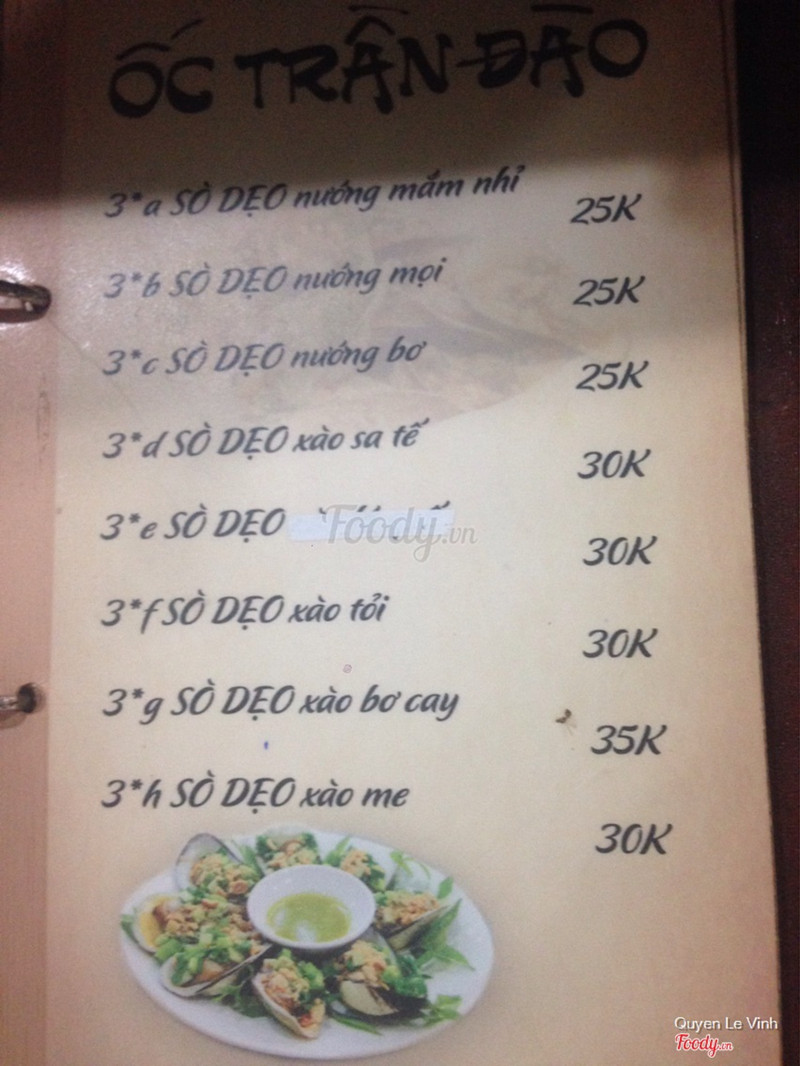 ỐC TRẦN-ĐÀO
3*a SÒ DẸO nướng mắm nhỉ 25K
3*b SÒ DẸO nướng mọi 25K
3*c SÒ DẸO nướng bơ 25K
3*d SÒ DẸO xào sa tế 30K
3*e SÒ DẸO 30K
Foody.vn
3*f SÒ DẸO xào tỏi 30K
3*g SÒ DẸO xào bơ cay 35K
3*h SÒ DẸO xào me 30K
Quyen Le Vinh
Foody.vn